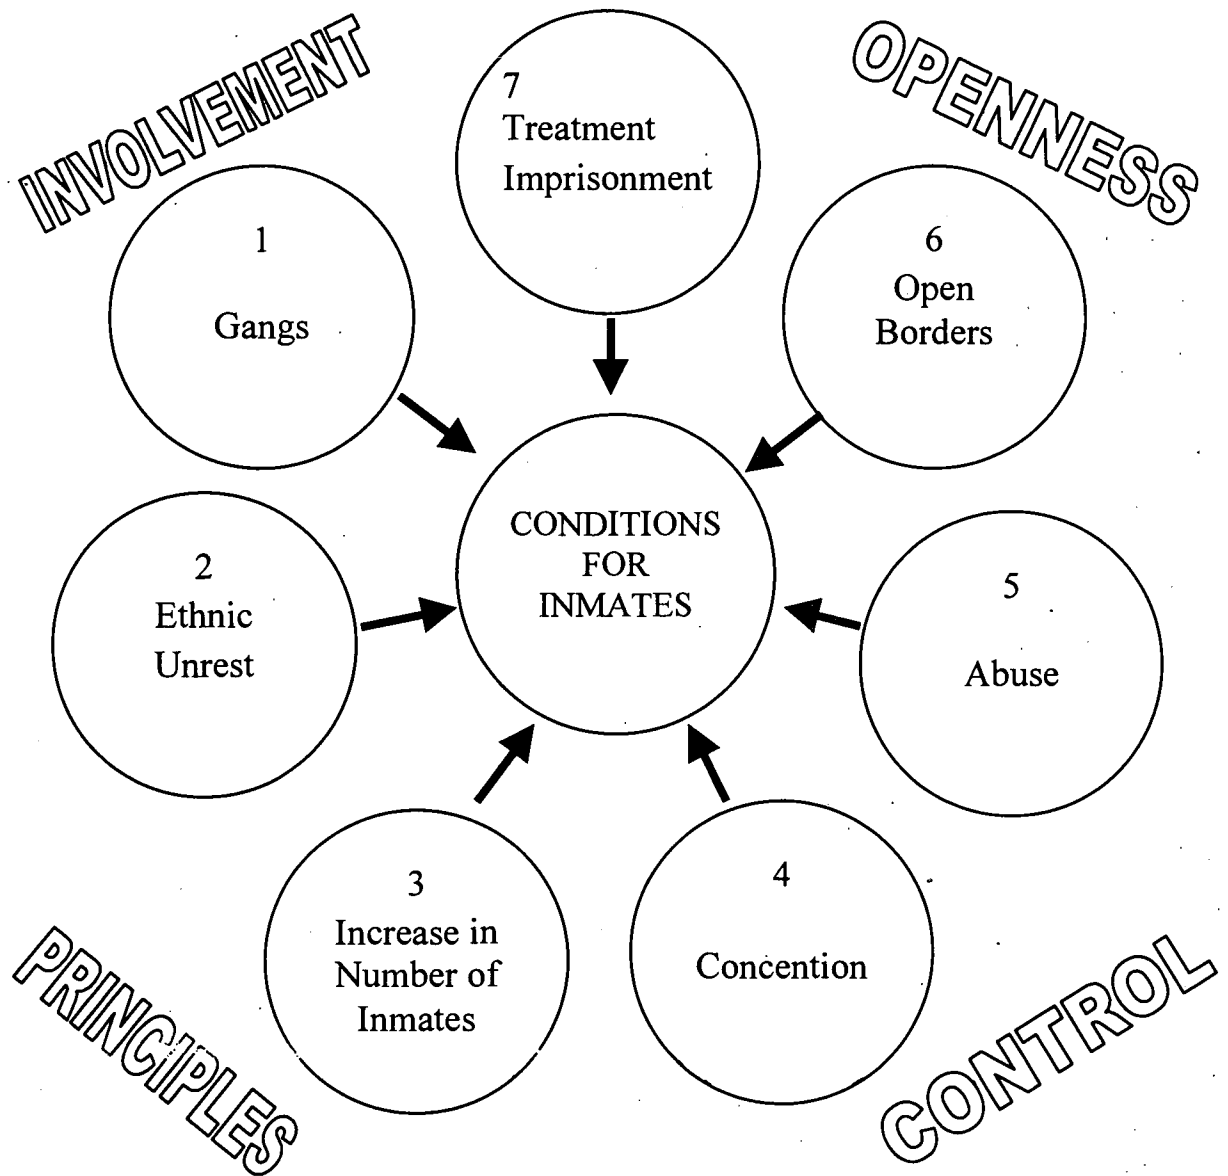 INVOLVEMENT
OPENNESS
7
Treatment
Imprisonment
1
Gangs
6
Open
Borders
CONDITIONS
FOR
INMATES
2
Ethnic
Unrest
5
Abuse
3
Increase in
Number of
Inmates
4
Concention
PRINCIPLES
CONTROL